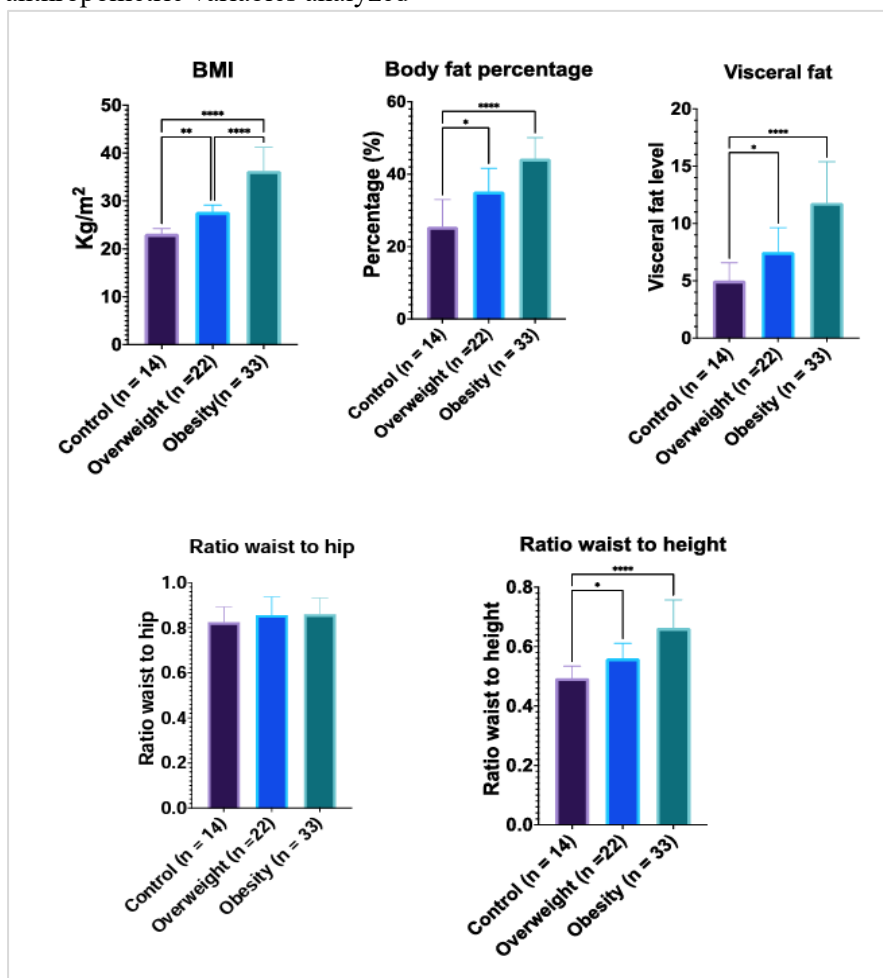 anthropometric variables analyzed
BMI
50
40
30
20
10
0
Kg/m²
****
**
****
Control (n = 14)
Overweight (n =22)
Obesity(n = 33)
Body fat percentage
60
40
20
0
Percentage (%)
****
*
Control (n = 14)
Overweight (n =22)
Obesity (n = 33)
Visceral fat
20
15
10
5
0
Visceral fat level
****
*
Control (n = 14)
Overweight (n =22)
Obesity (n = 33)
Ratio waist to hip
1.0
0.8
0.6
0.4
0.2
0.0
Ratio waist to hip
Control (n = 14)
Overweight (n =22)
Obesity (n = 33)
Ratio waist to height
0.8
0.6
0.4
0.2
0.0
Ratio waist to height
****
*
Control (n = 14)
Overweight (n =22)
Obesity (n = 33)